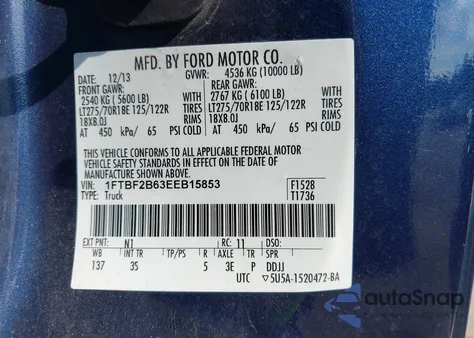 MFD. BY FORD MOTOR CO.
DATE: 12/13 GVWR: 4536 KG (10000 LB)
FRONT GAWR: REAR GAWR:
2540 KG ( 5600 LB) WITH 2767 KG ( 6100 LB) WITH
LT275/70R18E 125/122R TIRES LT275/70R18E 125/122R TIRES
18X8.0J RIMS 18X8.0J RIMS
AT 450 kPa/ 65 PSI COLD AT 450 kPa/ 65 PSI COLD
THIS VEHICLE CONFORMS TO ALL APPLICABLE FEDERAL MOTOR
VEHICLE SAFETY STANDARDS IN EFFECT ON THE DATE OF
MANUFACTURE SHOWN ABOVE.
VIN: 1FTBF2B63EEB15853 F1528
TYPE: Truck T1736
EXT PNT: N1 RC: 11 DSO:
WB INT TR TP/PS R AXLE TR SPR
137 3S 5 3E P DDJJ
UTC ▽5U5A-1520472-BA
autoSnap